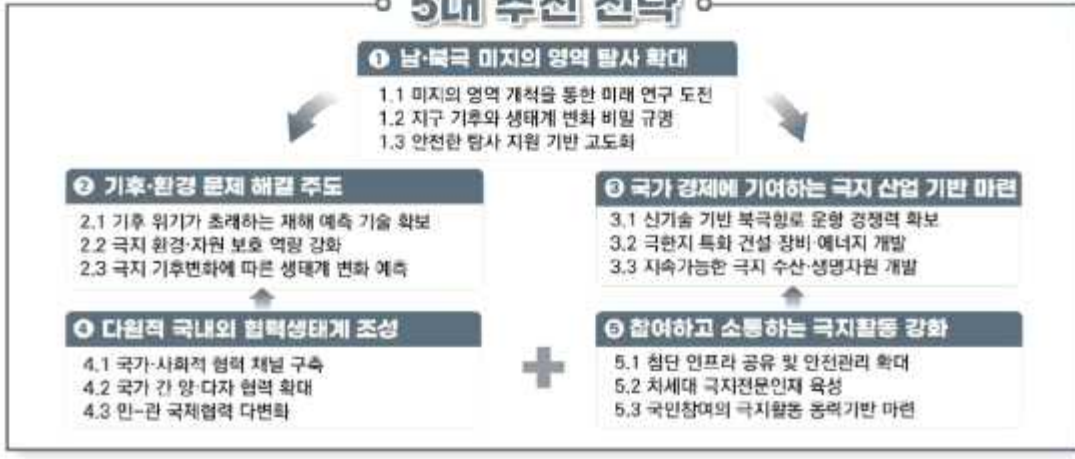 5대 추진 전략
❶ 남·북극 미지의 영역 탐사 확대
1.1 미지의 영역 개척을 통한 미래 연구 도전
1.2 지구 기후와 생태계 변화 비밀 규명
1.3 안전한 탐사 지원 기반 고도화
❷ 기후·환경 문제 해결 주도
2.1 기후 위기가 초래하는 재해 예측 기술 확보
2.2 극지 환경·자원 보호 역량 강화
2.3 극지 기후변화에 따른 생태계 변화 예측
❸ 국가 경제에 기여하는 극지 산업 기반 마련
3.1 신기술 기반 북극항로 운항 경쟁력 확보
3.2 극한지 특화 건설·장비·에너지 개발
3.3 지속가능한 극지 수산·생명자원 개발
❹ 다원적 국내외 협력생태계 조성
4.1 국가·사회적 협력 채널 구축
4.2 국가 간 양·다자 협력 확대
4.3 민-관 국제협력 다변화
❺ 참여하고 소통하는 극지활동 강화
5.1 첨단 인프라 공유 및 안전관리 확대
5.2 차세대 극지전문인재 육성
5.3 국민참여의 극지활동 동력기반 마련